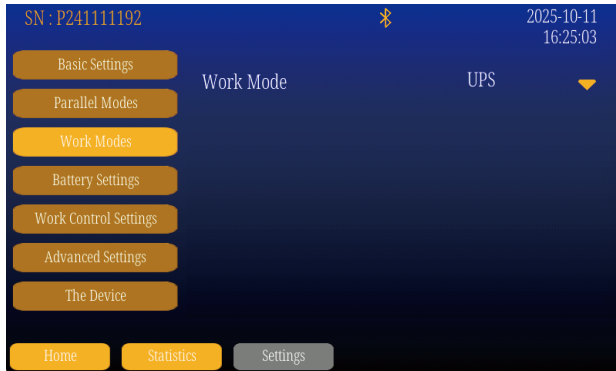 SN : P241111192
2025-10-11
16:25:03
Basic Settings
Parallel Modes
Work Modes
Battery Settings
Work Control Settings
Advanced Settings
The Device
Work Mode UPS
Home Statistics Settings